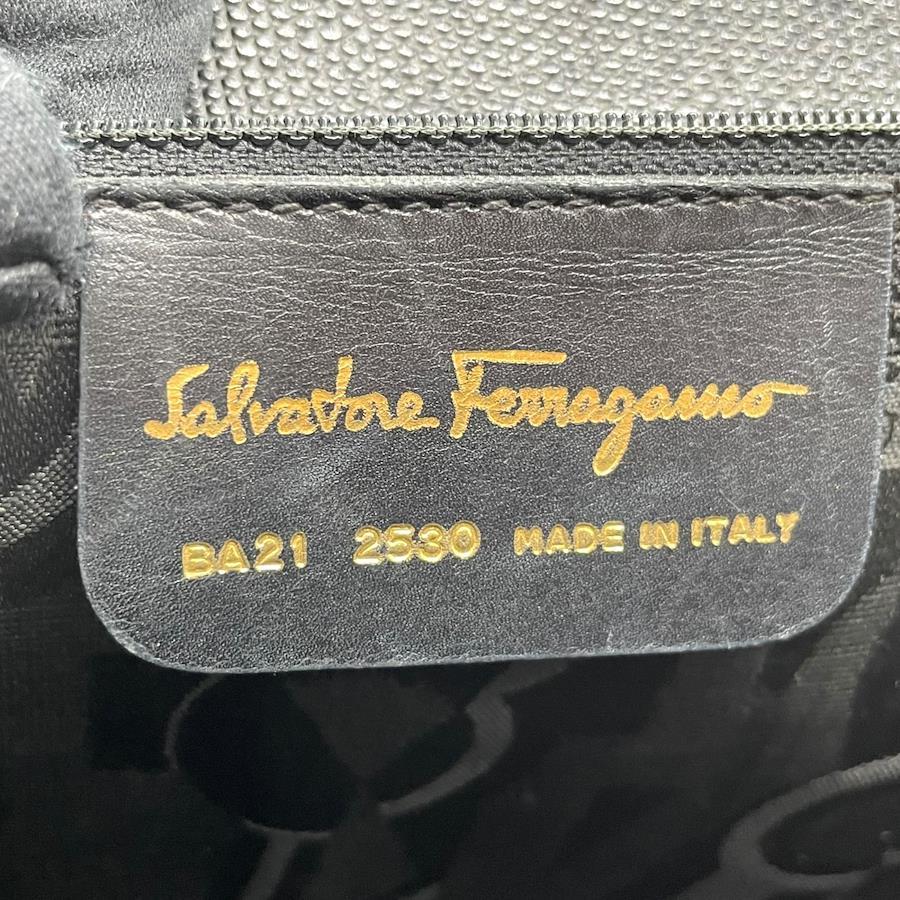 Salvatore Ferragamo
BA21 2530 MADE IN ITALY